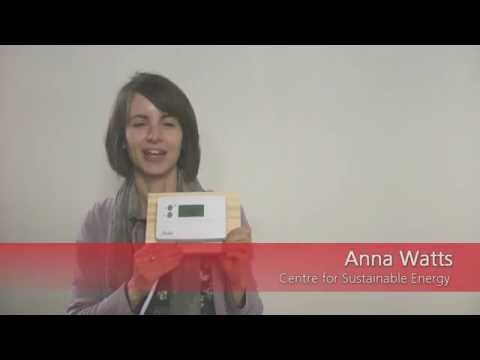 Anna Watts
Centre for Sustainable Energy